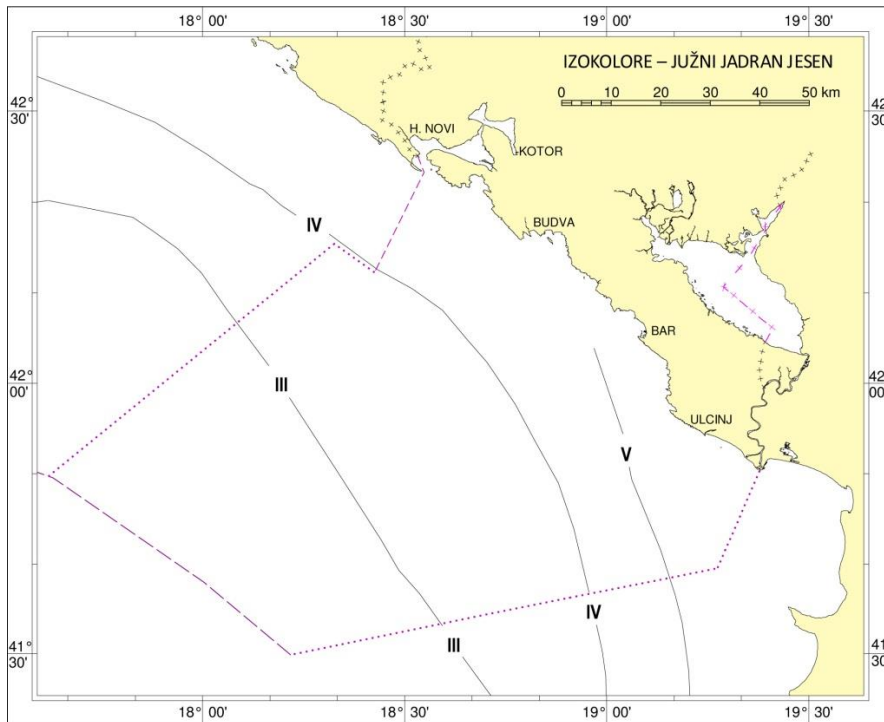 18° 00' 18° 30' 19° 00' 19° 30'
IZOKOLORE – JUŽNI JADRAN JESEN
0 10 20 30 40 50 km
42° 30'
42° 30'
H. NOVI
KOTOR
IV
BUDVA
BAR
42° 00'
42° 00'
III
ULCINJ
V
IV
III
41° 30'
41° 30'
18° 00' 18° 30' 19° 00' 19° 30'